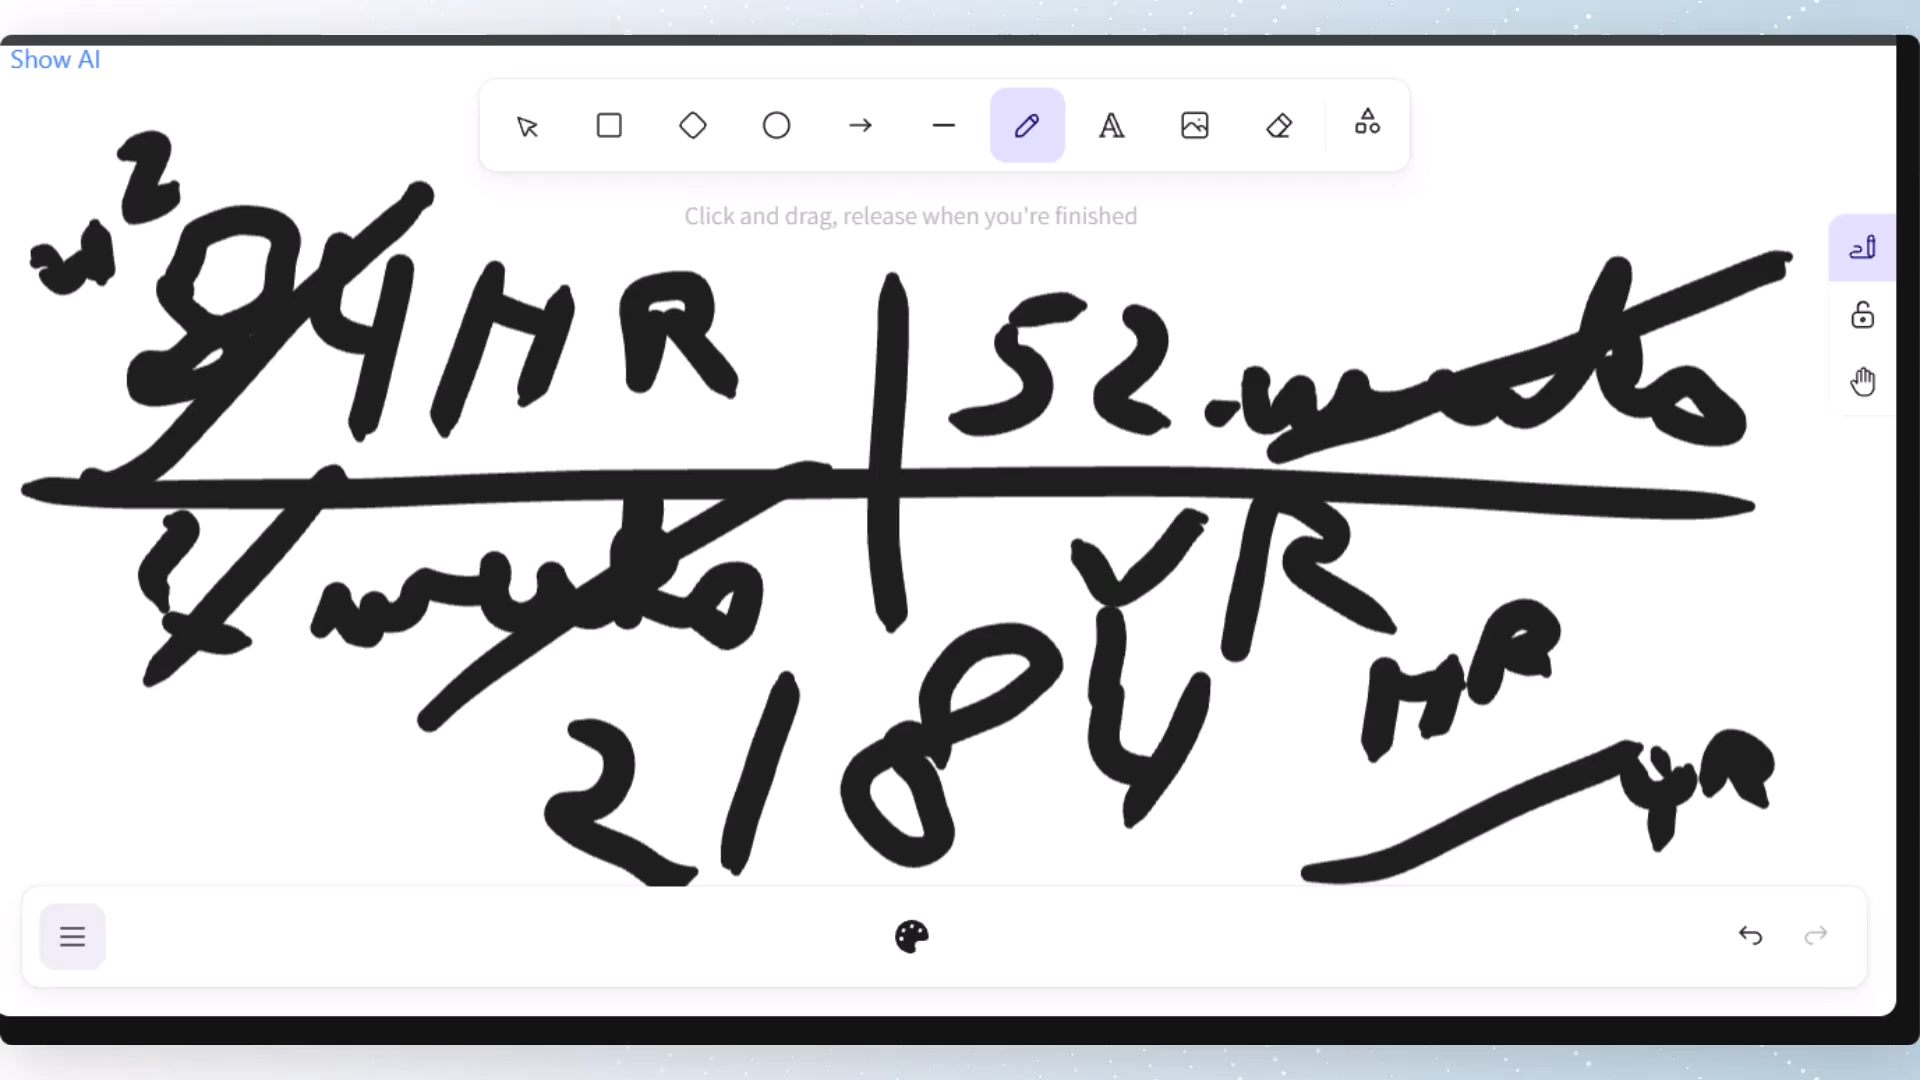 Show AI
Click and drag, release when you're finished
2
84 HR | 52 weeks
2 weeks | YR
2184 HR
YR